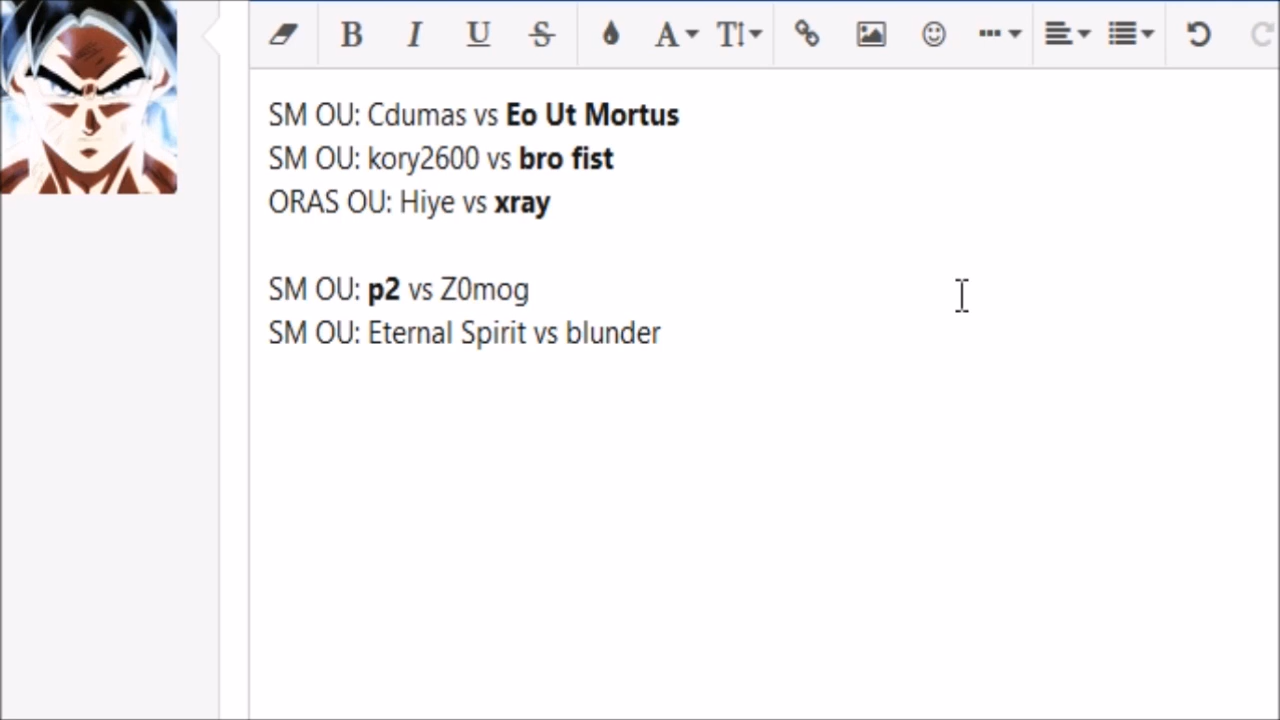 SM OU: Cdumas vs Eo Ut Mortus
SM OU: kory2600 vs bro fist
ORAS OU: Hiye vs xray
SM OU: p2 vs Z0mog
SM OU: Eternal Spirit vs blunder